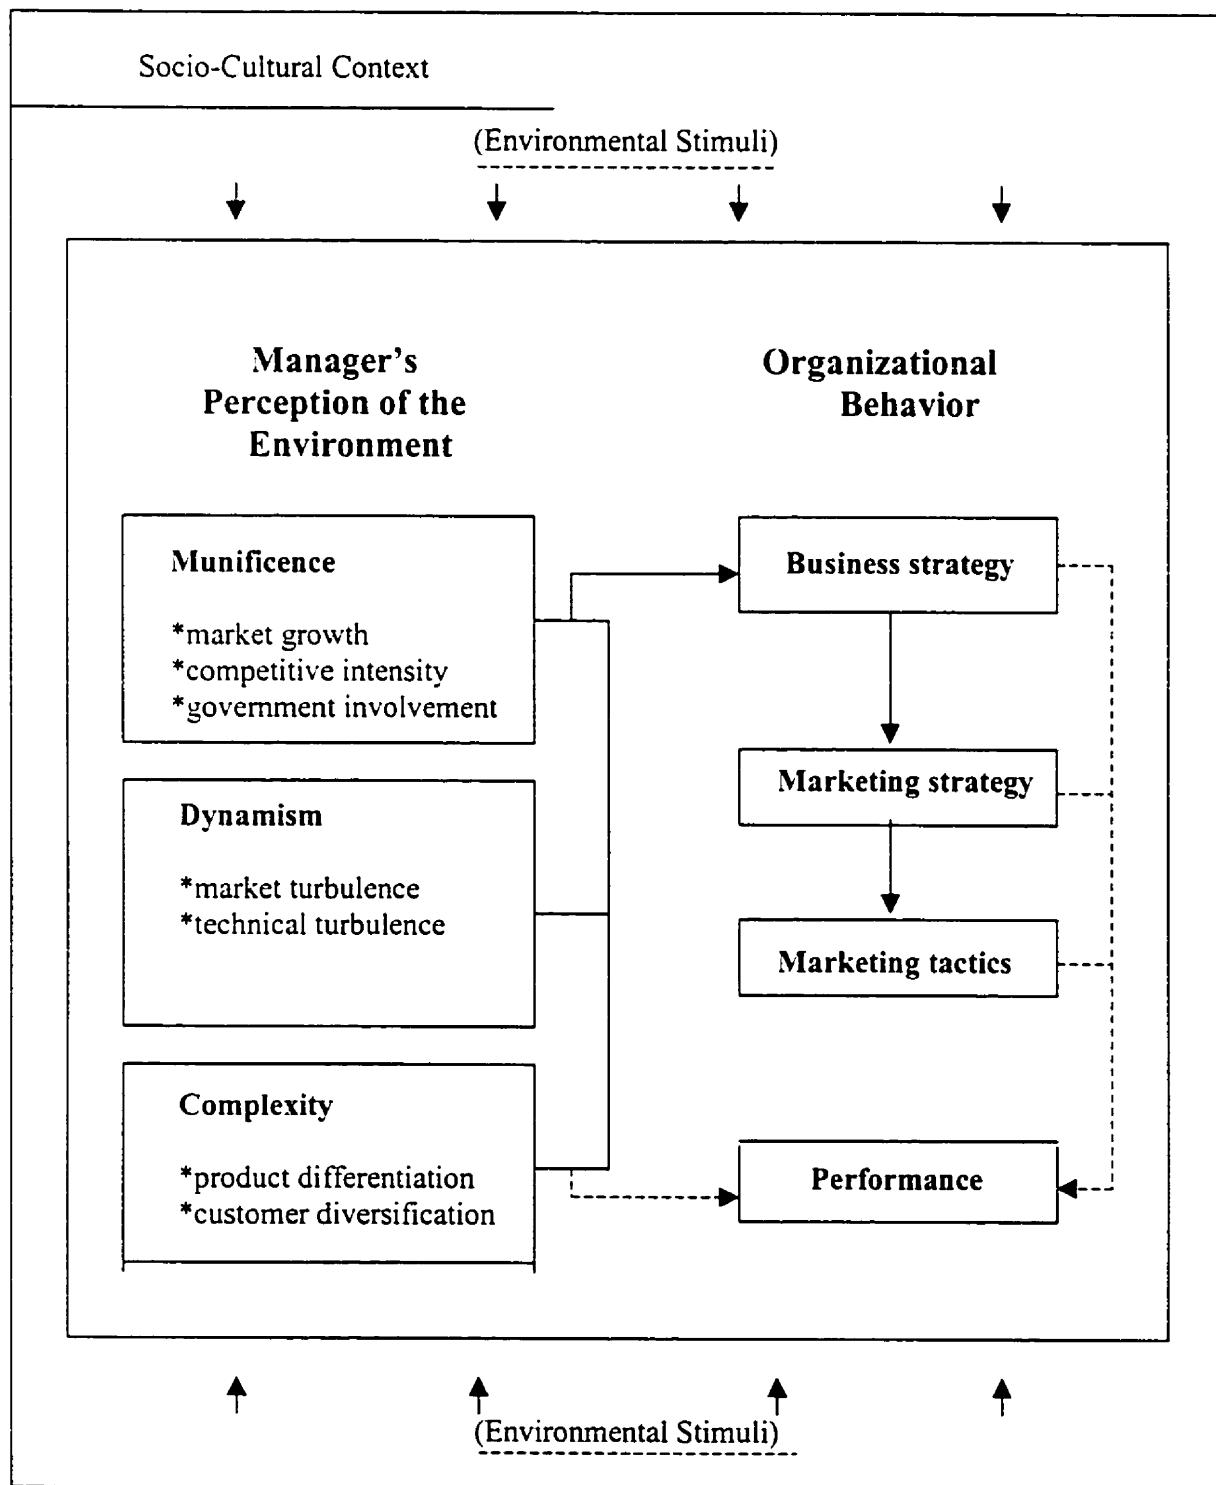 Socio-Cultural Context
(Environmental Stimuli)
Manager's
Perception of the
Environment
Munificence
*market growth
*competitive intensity
*government involvement
Dynamism
*market turbulence
*technical turbulence
Complexity
*product differentiation
*customer diversification
Organizational
Behavior
Business strategy
Marketing strategy
Marketing tactics
Performance
(Environmental Stimuli)